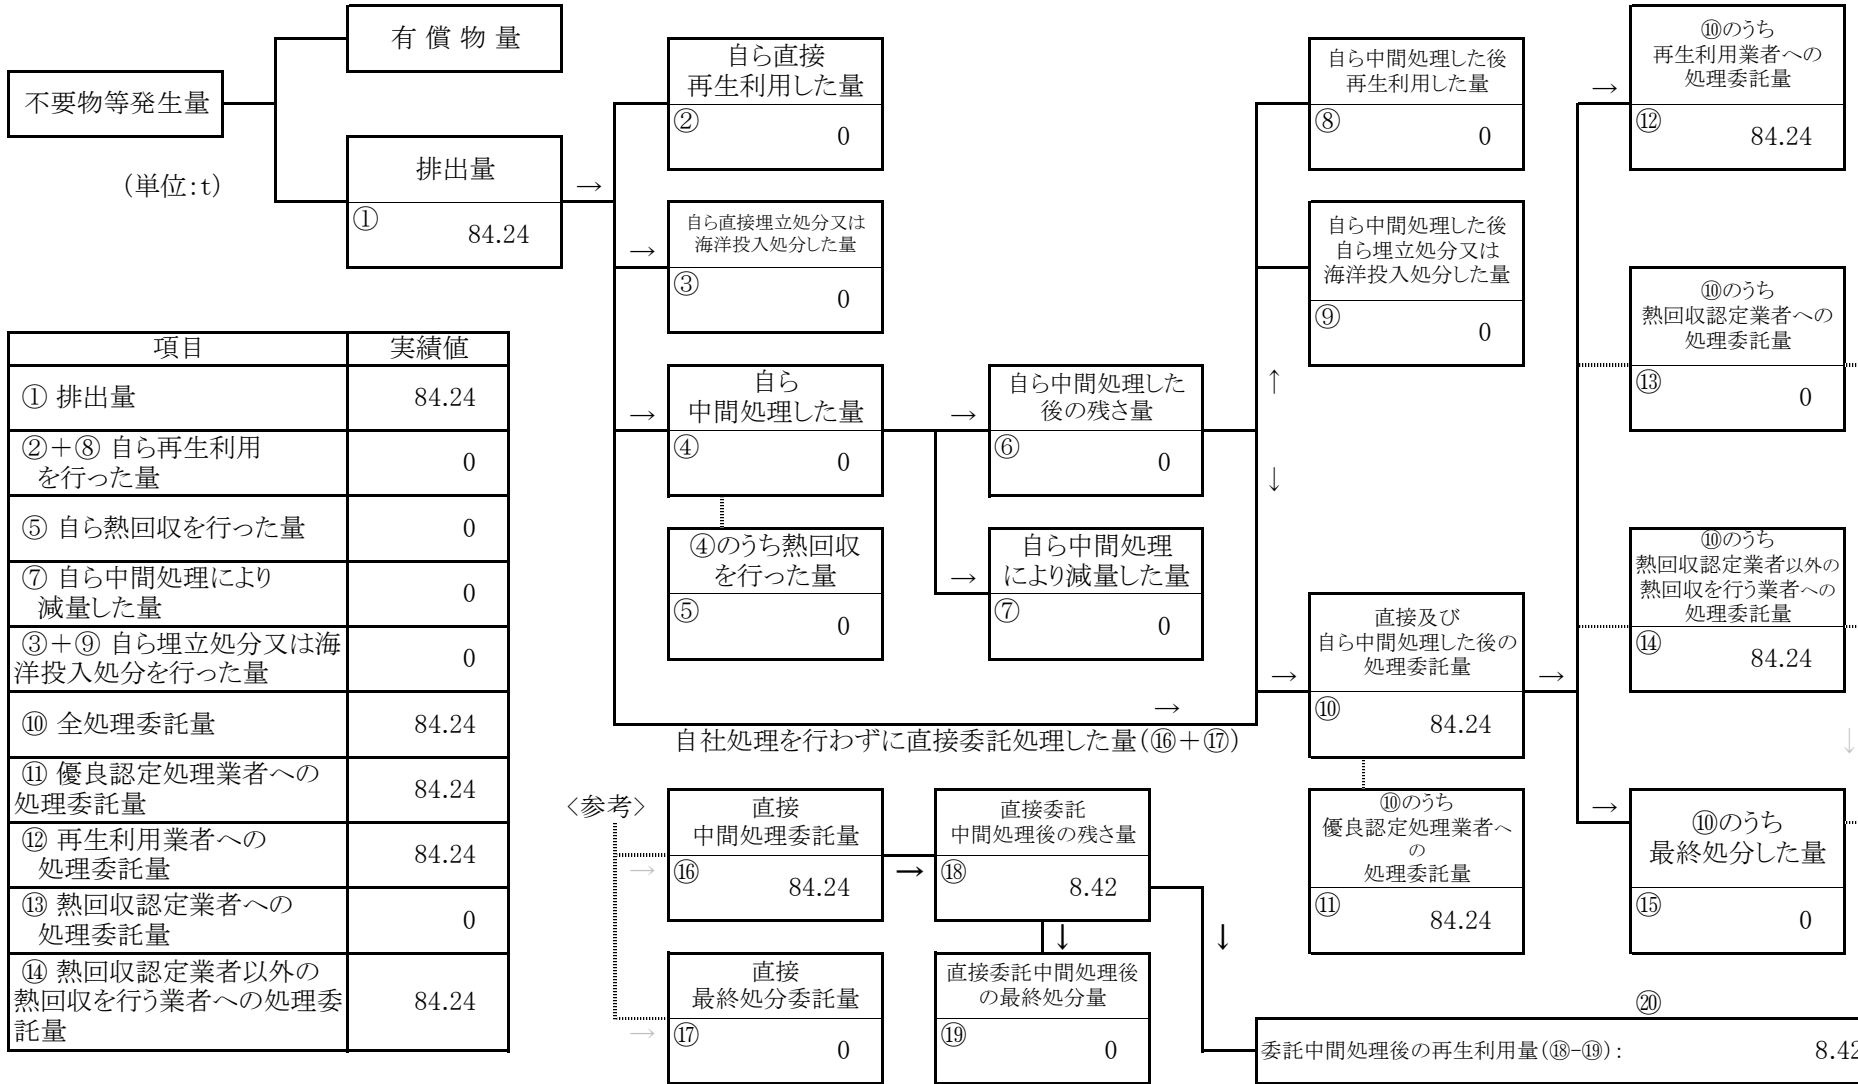 有 償 物 量
不要物等発生量
(単位:t)
排出量
→
①
84.24
自ら直接
再生利用した量
②
0
→
自ら直接埋立処分又は
海洋投入処分した量
③
0
→
自ら
中間処理した量
④
0
④のうち熱回収
を行った量
⑤
0
→
自ら中間処理した
後の残さ量
⑥
0
→
自ら中間処理
により減量した量
⑦
0
自ら中間処理した後
再生利用した量
⑧
0
自ら中間処理した後
自ら埋立処分又は
海洋投入処分した量
⑨
0
↑
↓
→
直接及び
自ら中間処理した後の
処理委託量
⑩
84.24
→
→
自社処理を行わずに直接委託処理した量(⑯+⑰)
⑩のうち
優良認定処理業者へ
の
処理委託量
⑪
84.24
→
⑩のうち
再生利用業者への
処理委託量
⑫
84.24
⑩のうち
熱回収認定業者への
処理委託量
⑬
0
⑩のうち
熱回収認定業者以外の
熱回収を行う業者への
処理委託量
⑭
84.24
↓
→
⑩のうち
最終処分した量
⑮
0
項目 実績値
① 排出量 84.24
②+⑧ 自ら再生利用
を行った量 0
⑤ 自ら熱回収を行った量 0
⑦ 自ら中間処理により
減量した量 0
③+⑨ 自ら埋立処分又は海
洋投入処分を行った量 0
⑩ 全処理委託量 84.24
⑪ 優良認定処理業者への
処理委託量 84.24
⑫ 再生利用業者への
処理委託量 84.24
⑬ 熱回収認定業者への
処理委託量 0
⑭ 熱回収認定業者以外の
熱回収を行う業者への処理委
託量 84.24
〈参考〉
→
直接
中間処理委託量
⑯
84.24
→
直接委託
中間処理後の残さ量
⑱
8.42
↓
↓
→
直接
最終処分委託量
⑰
0
直接委託中間処理後
の最終処分量
⑲
0
⑳
委託中間処理後の再生利用量(⑱-⑲): 8.42